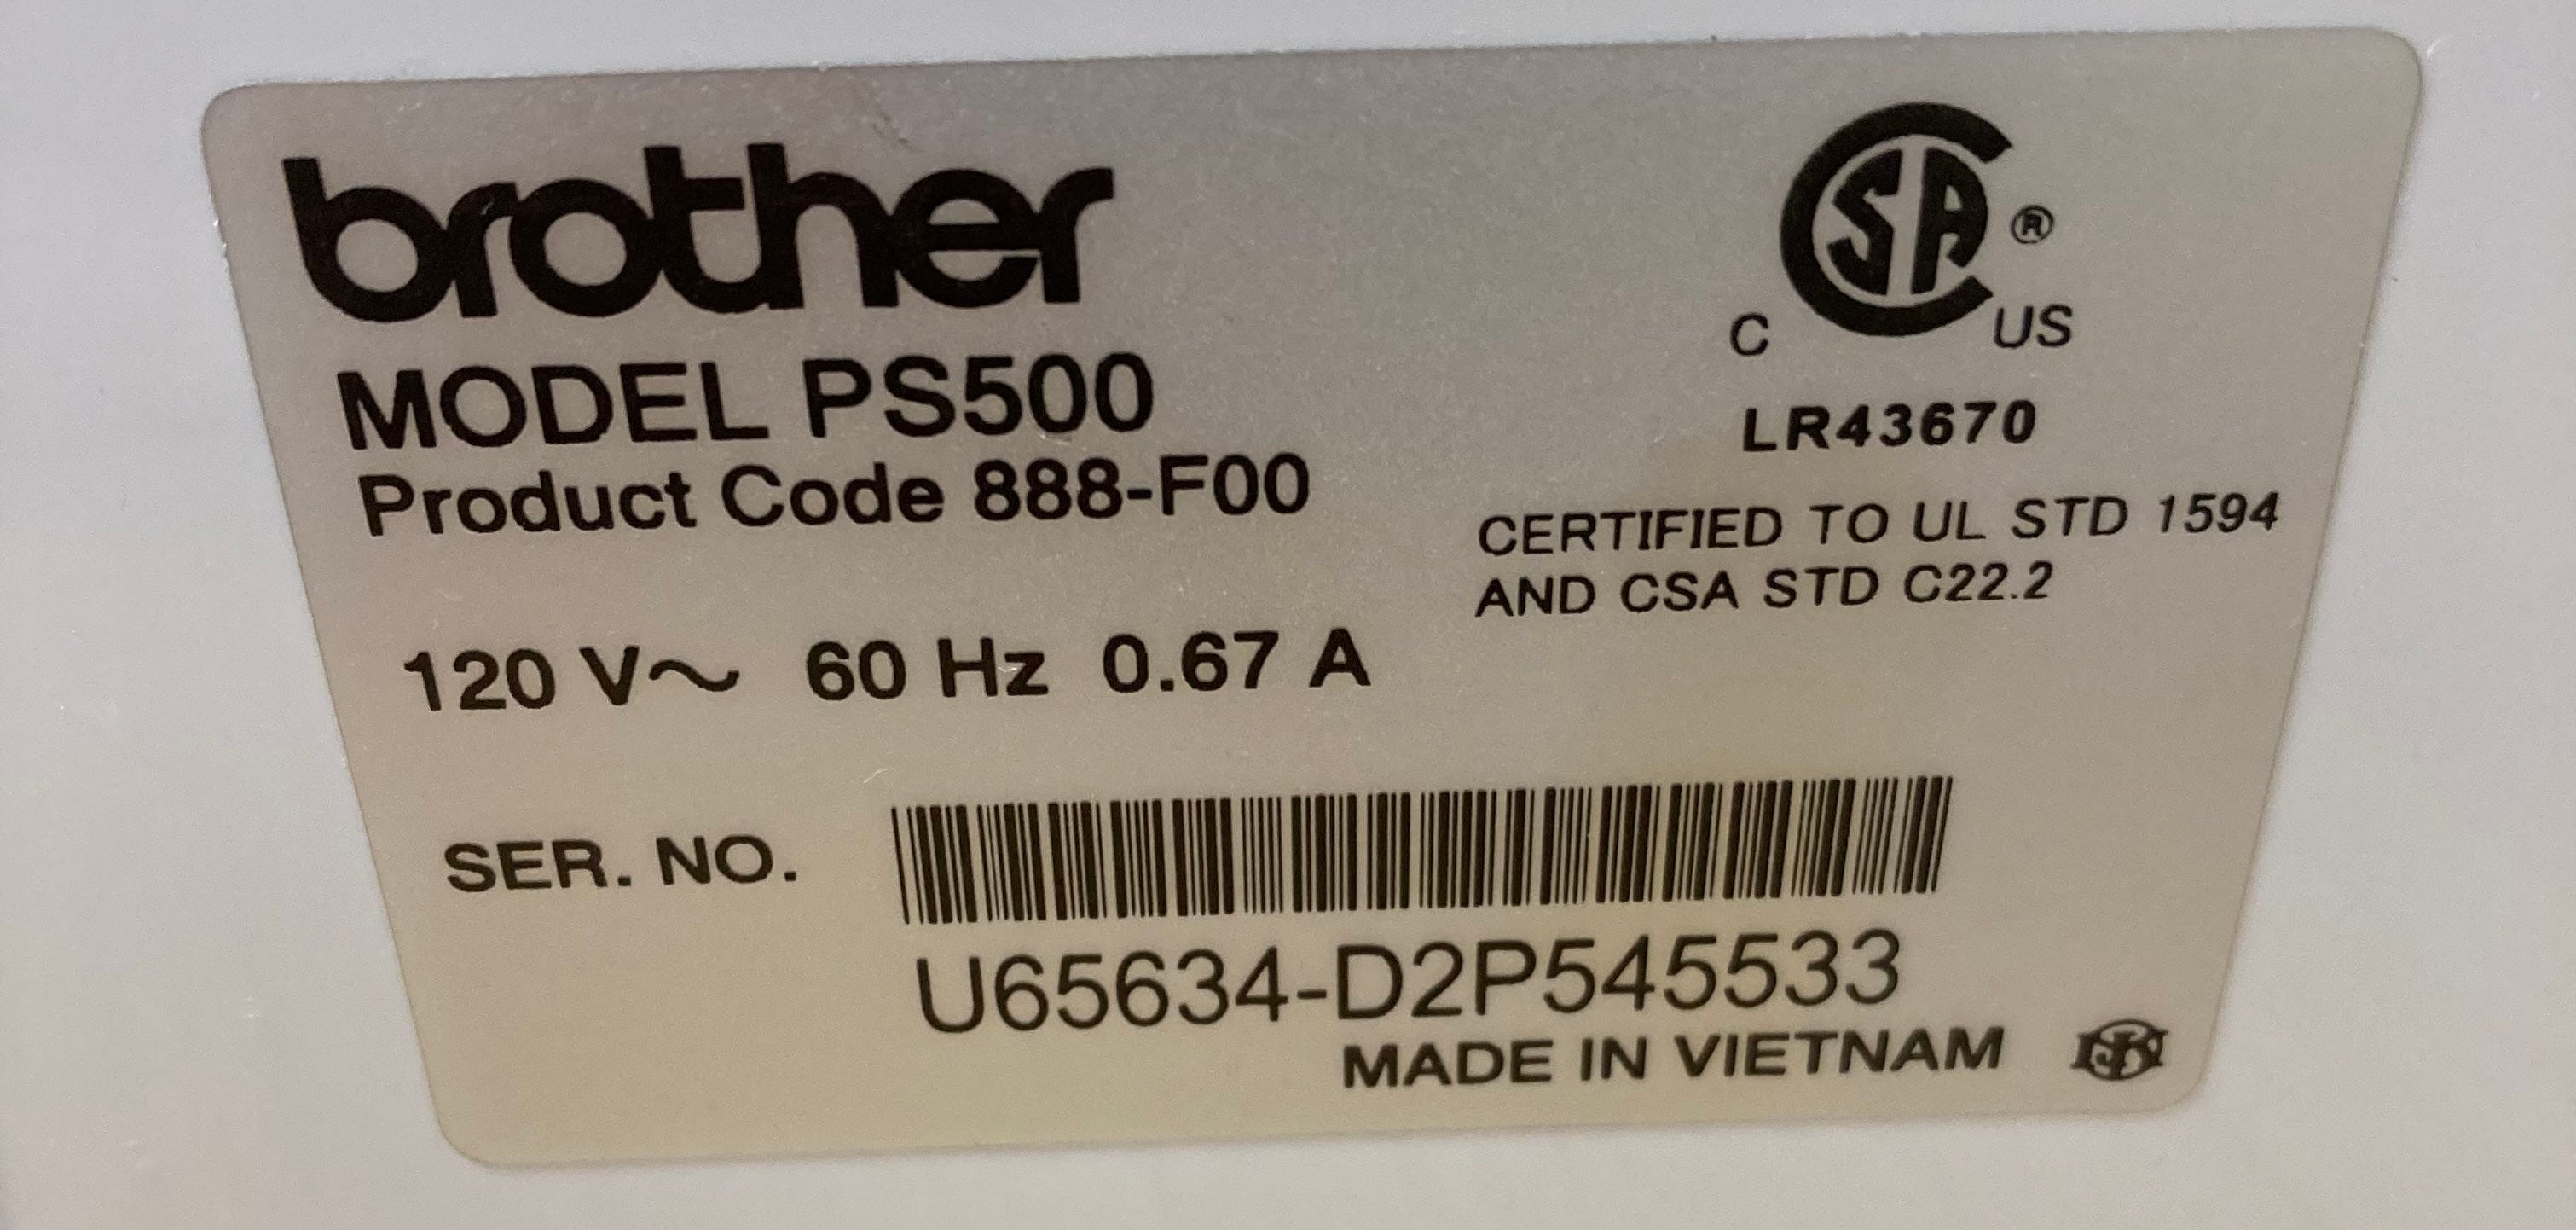 brother
MODEL PS500
Product Code 888-F00
120 V~ 60 Hz 0.67 A
CSA®
C US
LR43670
CERTIFIED TO UL STD 1594
AND CSA STD C22.2
SER. NO.
U65634-D2P545533
MADE IN VIETNAM